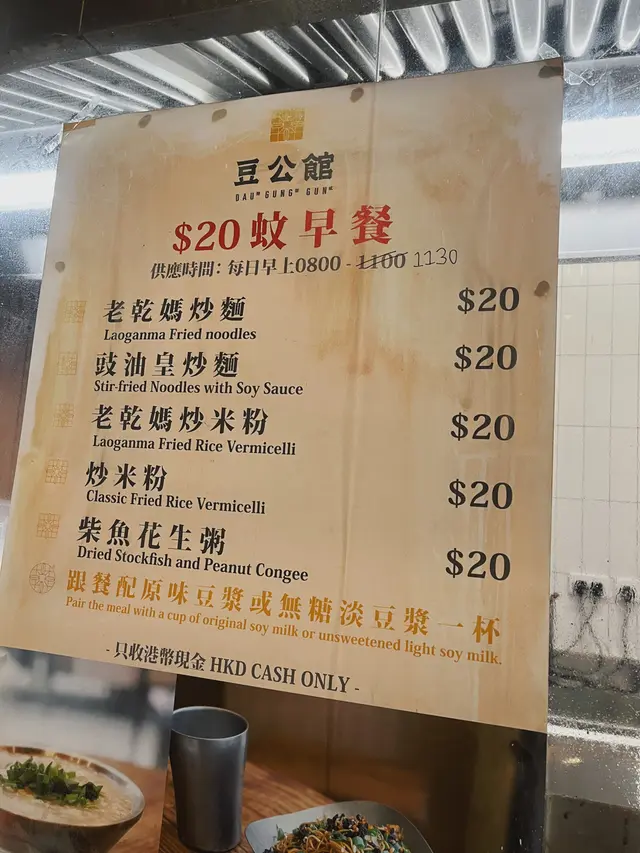 豆公館
DAU GUNG GUN
$20蚊早餐
供應時間：每日早上0800 - 1100 1130
老乾媽炒麵 $20
Laoganma Fried noodles
豉油皇炒麵 $20
Stir-fried Noodles with Soy Sauce
老乾媽炒米粉 $20
Laoganma Fried Rice Vermicelli
炒米粉 $20
Classic Fried Rice Vermicelli
柴魚花生粥 $20
Dried Stockfish and Peanut Congee
跟餐配原味豆漿或無糖淡豆漿一杯
Pair the meal with a cup of original soy milk or unsweetened light soy milk.
- 只收港幣現金 HKD CASH ONLY -